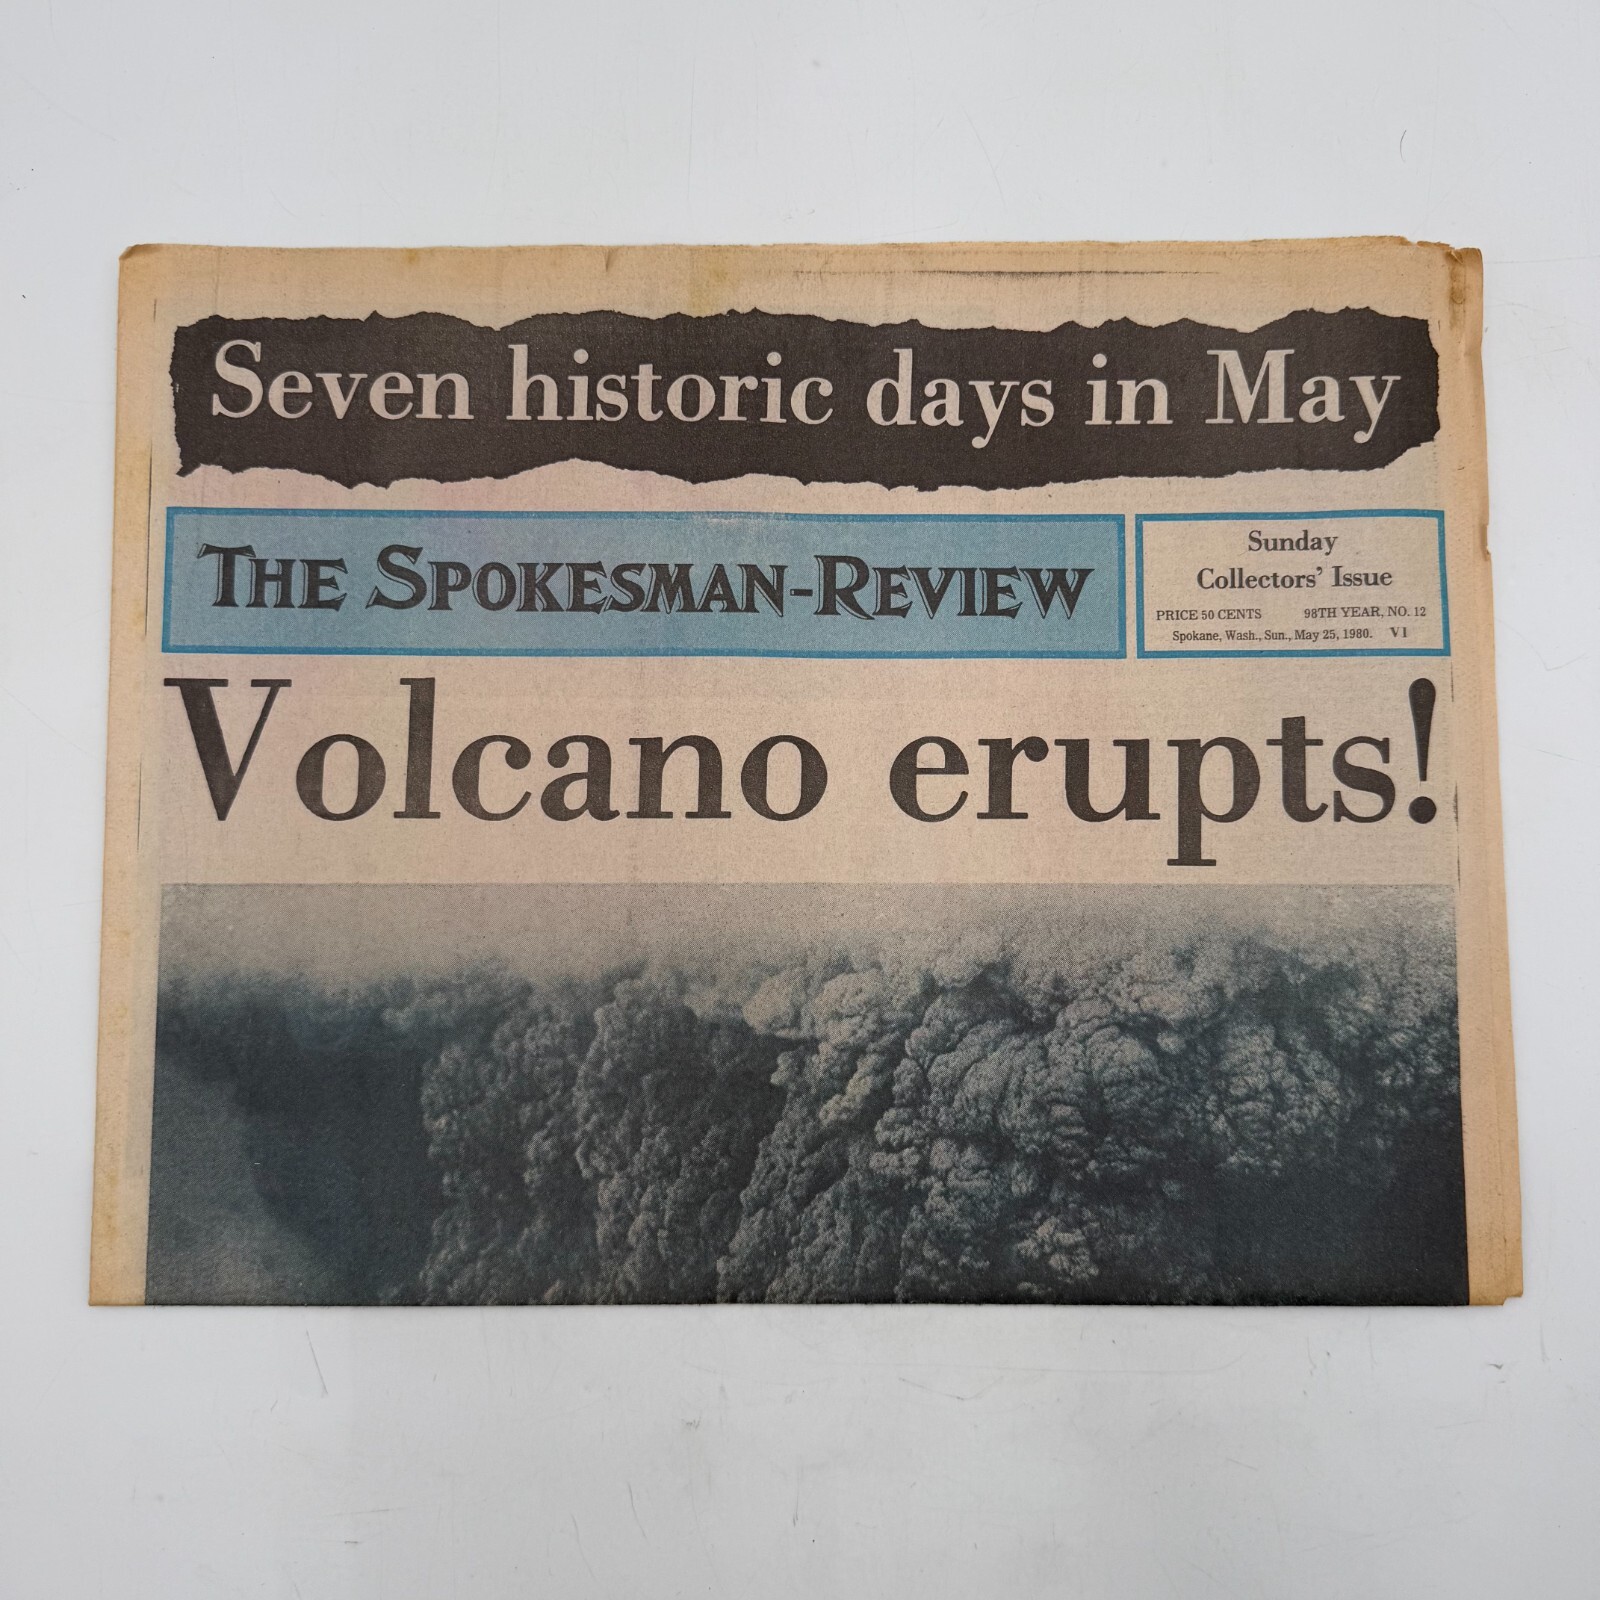 Seven historic days in May
THE SPOKESMAN-REVIEW
Sunday
Collectors' Issue
PRICE 50 CENTS 98TH YEAR, NO. 12
Spokane, Wash., Sun., May 25, 1980. V1
Volcano erupts!